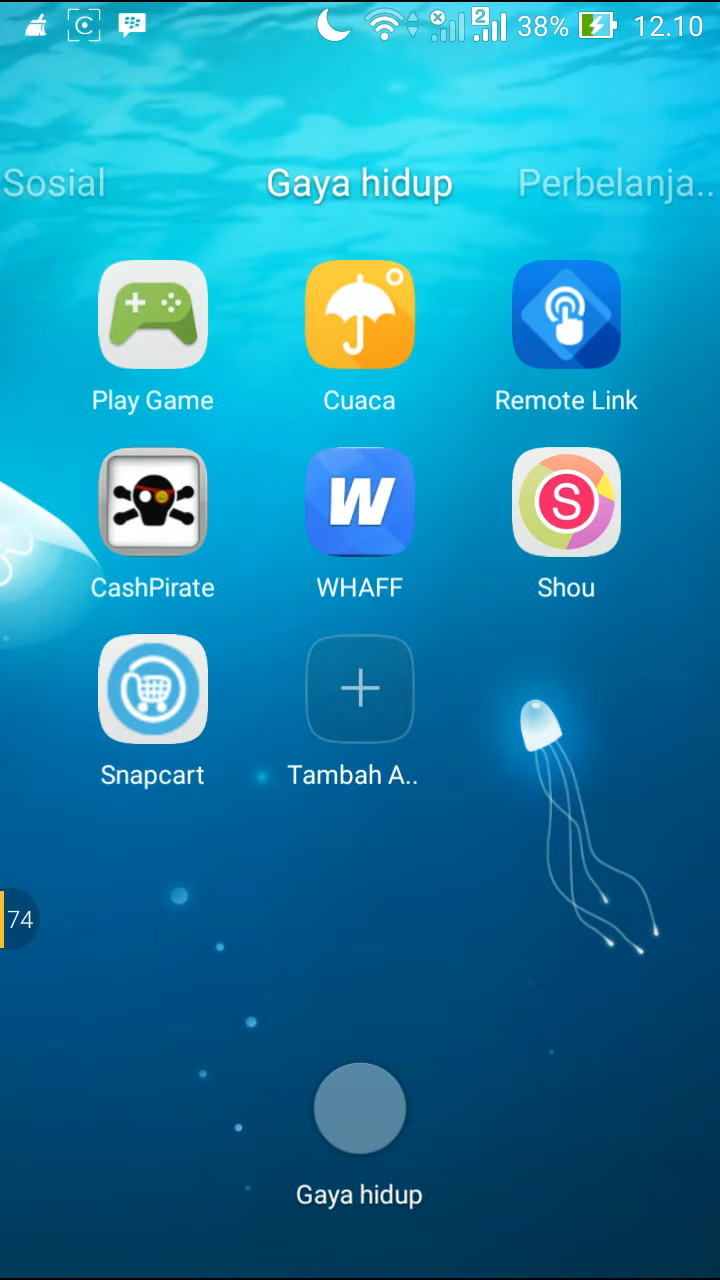 2
38%
12.10
Sosial
Gaya hidup
Perbelanja..
Play Game
Cuaca
Remote Link
W
S
CashPirate
WHAFF
Shou
Snapcart
Tambah A..
74
Gaya hidup